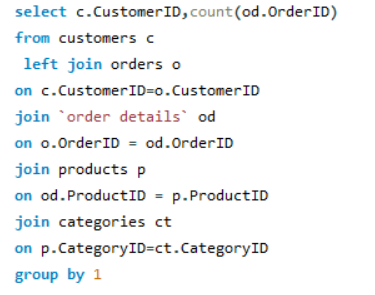 select c.CustomerID,count(od.OrderID)
from customers c
left join orders o
on c.CustomerID=o.CustomerID
join `order details` od
on o.OrderID = od.OrderID
join products p
on od.ProductID = p.ProductID
join categories ct
on p.CategoryID=ct.CategoryID
group by 1